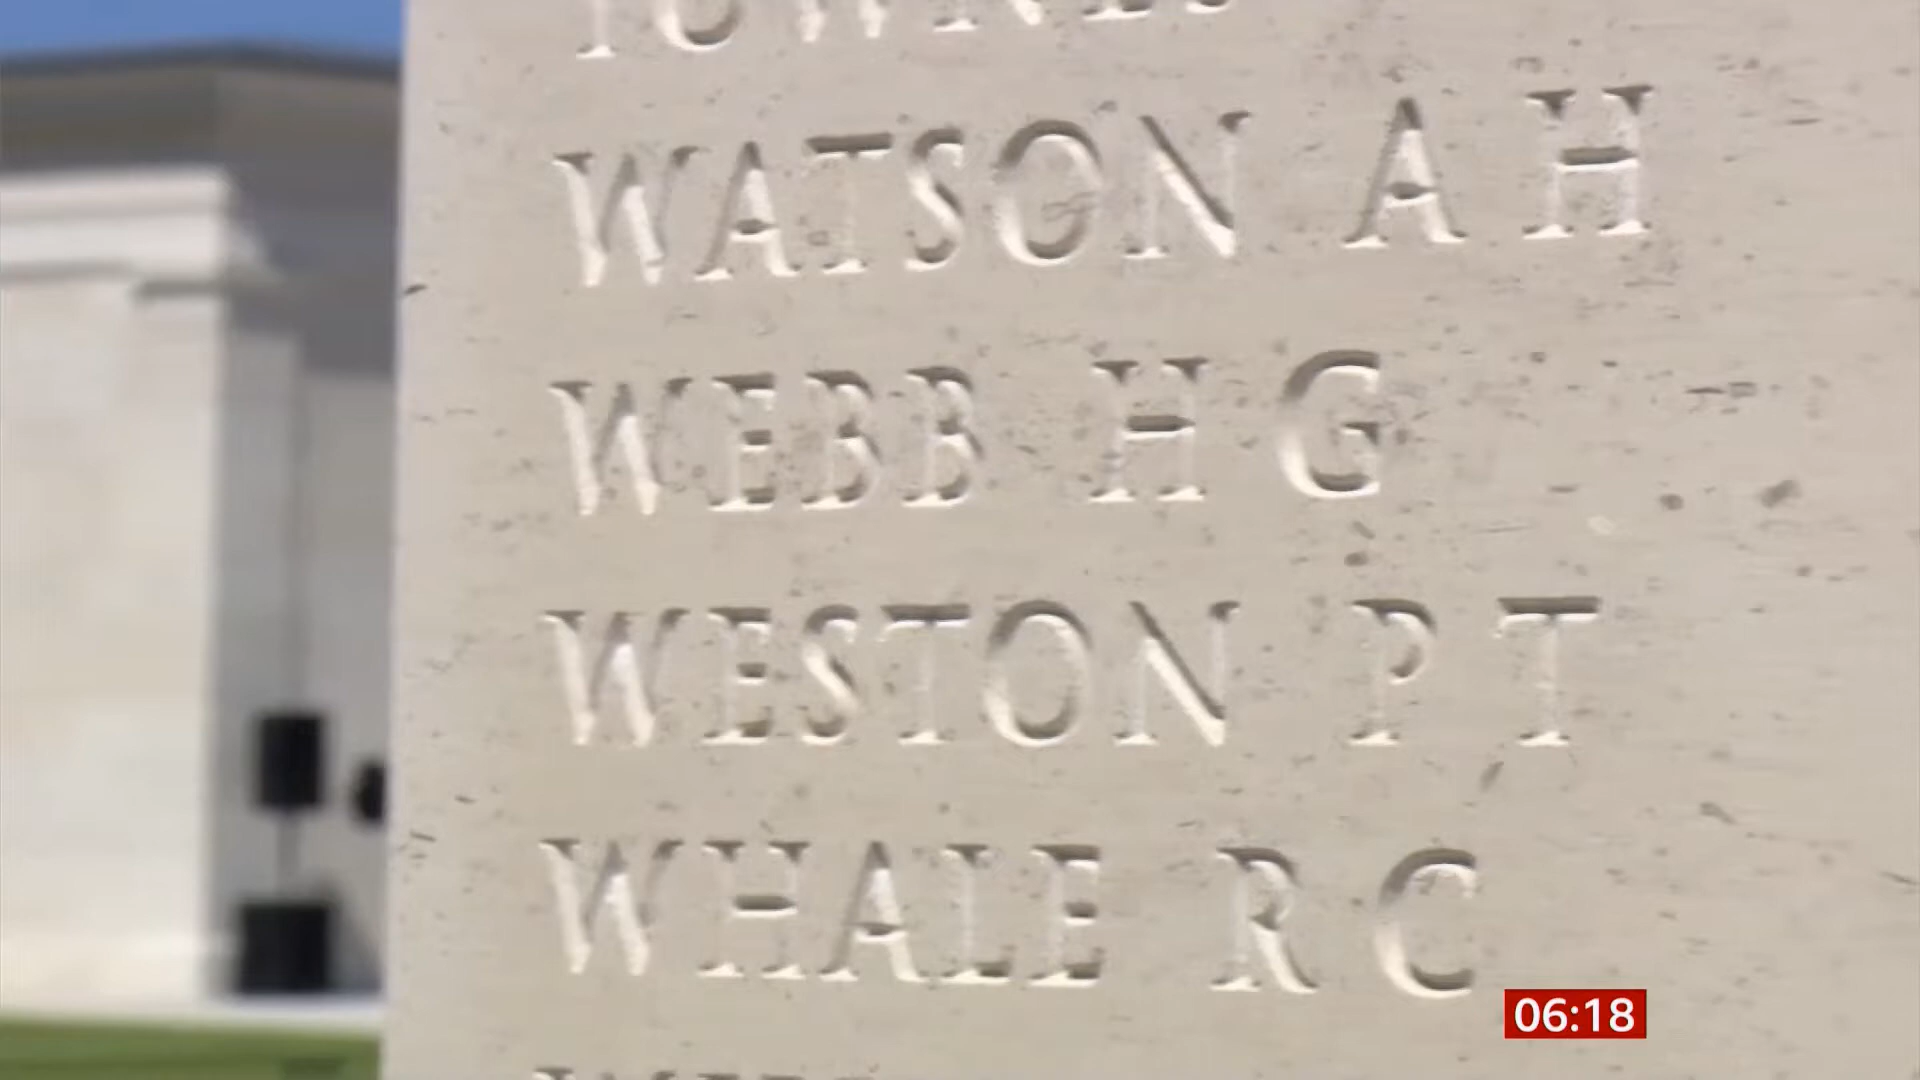 WATSON A H
WEBB H G
WESTON P T
WHALE R C
06:18